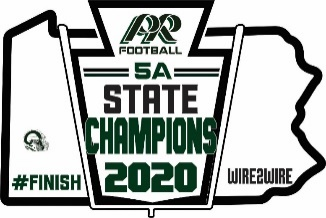 PR
FOOTBALL
5A
STATE
CHAMPIONS
2020
#FINISH
WIRE2WIRE